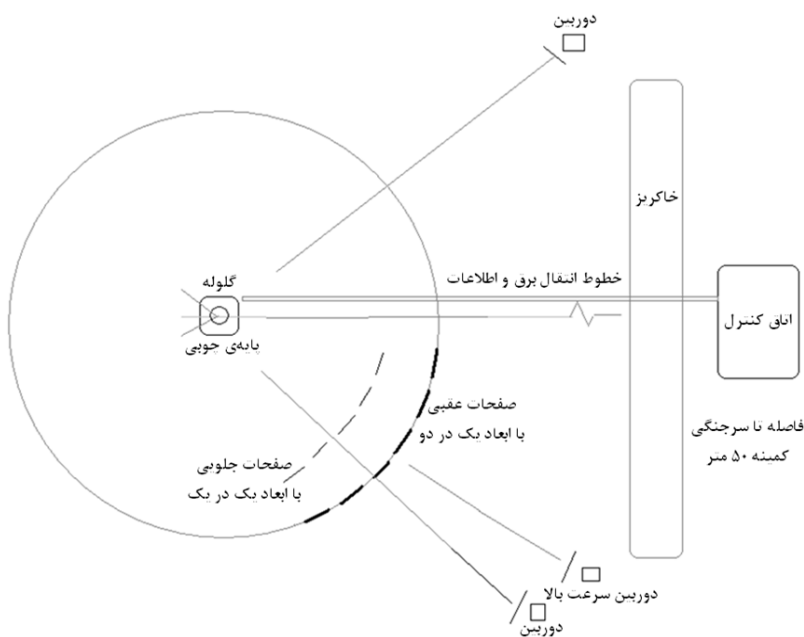 دوربین
خاکریز
خطوط انتقال برق و اطلاعات
گلوله
اتاق کنترل
پایه‌ی چوبی
صفحات عقبی
با ابعاد یک در دو
فاصله تا سرجنگی
کمینه ۵۰ متر
صفحات جلویی
با ابعاد یک در یک
دوربین سرعت بالا
دوربین